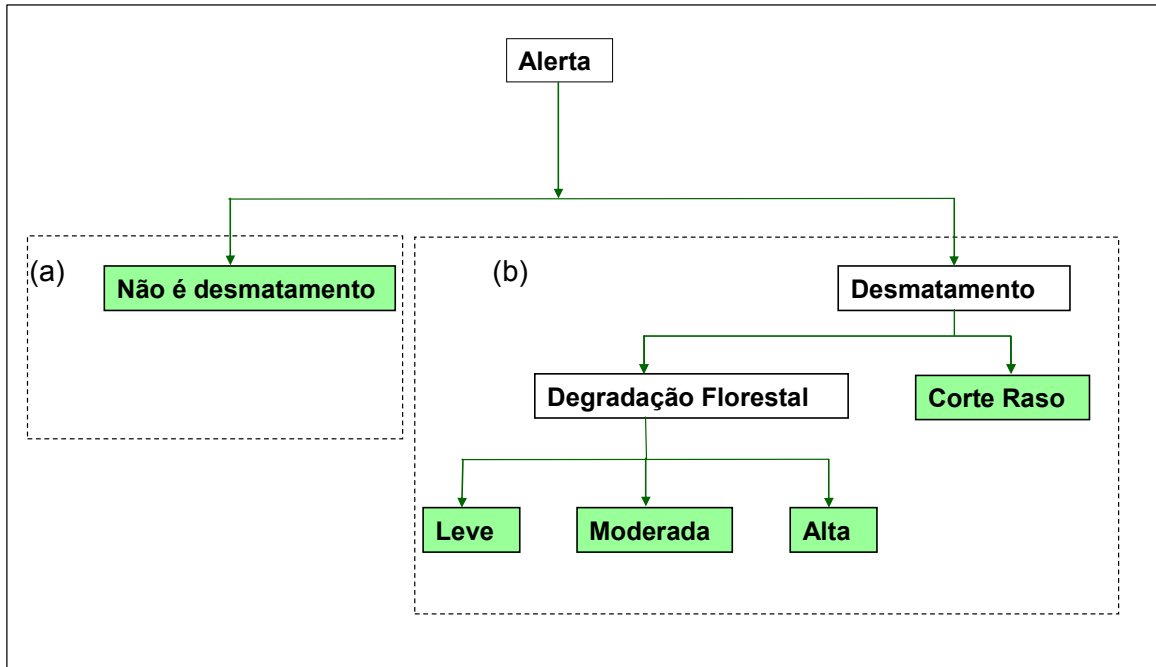 Alerta
(a)
Não é desmatamento
(b)
Desmatamento
Degradação Florestal
Corte Raso
Leve
Moderada
Alta